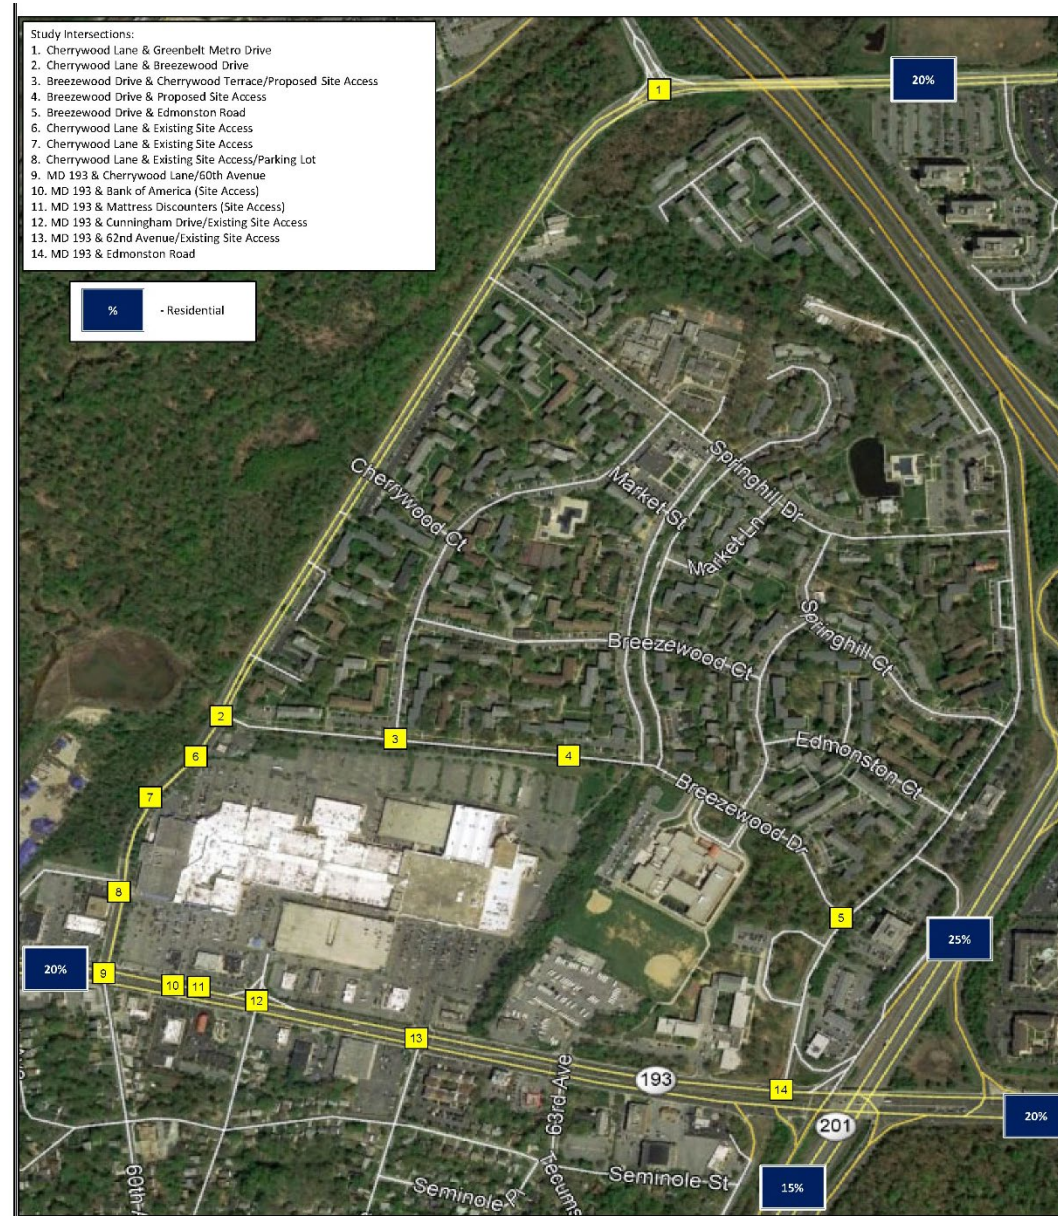 Study Intersections:
1. Cherrywood Lane & Greenbelt Metro Drive
2. Cherrywood Lane & Breezewood Drive
3. Breezewood Drive & Cherrywood Terrace/Proposed Site Access
4. Breezewood Drive & Proposed Site Access
5. Breezewood Drive & Edmonston Road
6. Cherrywood Lane & Existing Site Access
7. Cherrywood Lane & Existing Site Access
8. Cherrywood Lane & Existing Site Access/Parking Lot
9. MD 193 & Cherrywood Lane/60th Avenue
10. MD 193 & Bank of America (Site Access)
11. MD 193 & Mattress Discounters (Site Access)
12. MD 193 & Cunningham Drive/Existing Site Access
13. MD 193 & 62nd Avenue/Existing Site Access
14. MD 193 & Edmonston Road
% - Residential
1
20%
Cherrywood Ct
Springhill Dr
Market St
Market Ln
Springhill Ct
Breezewood Ct
2
3
4
6
Edmonston Ct
7
Breezewood Dr
8
5
25%
20%
9
10
11
12
13
193
14
63rd Ave
201
20%
60th
Seminole Pl
Tecums
Seminole St
15%